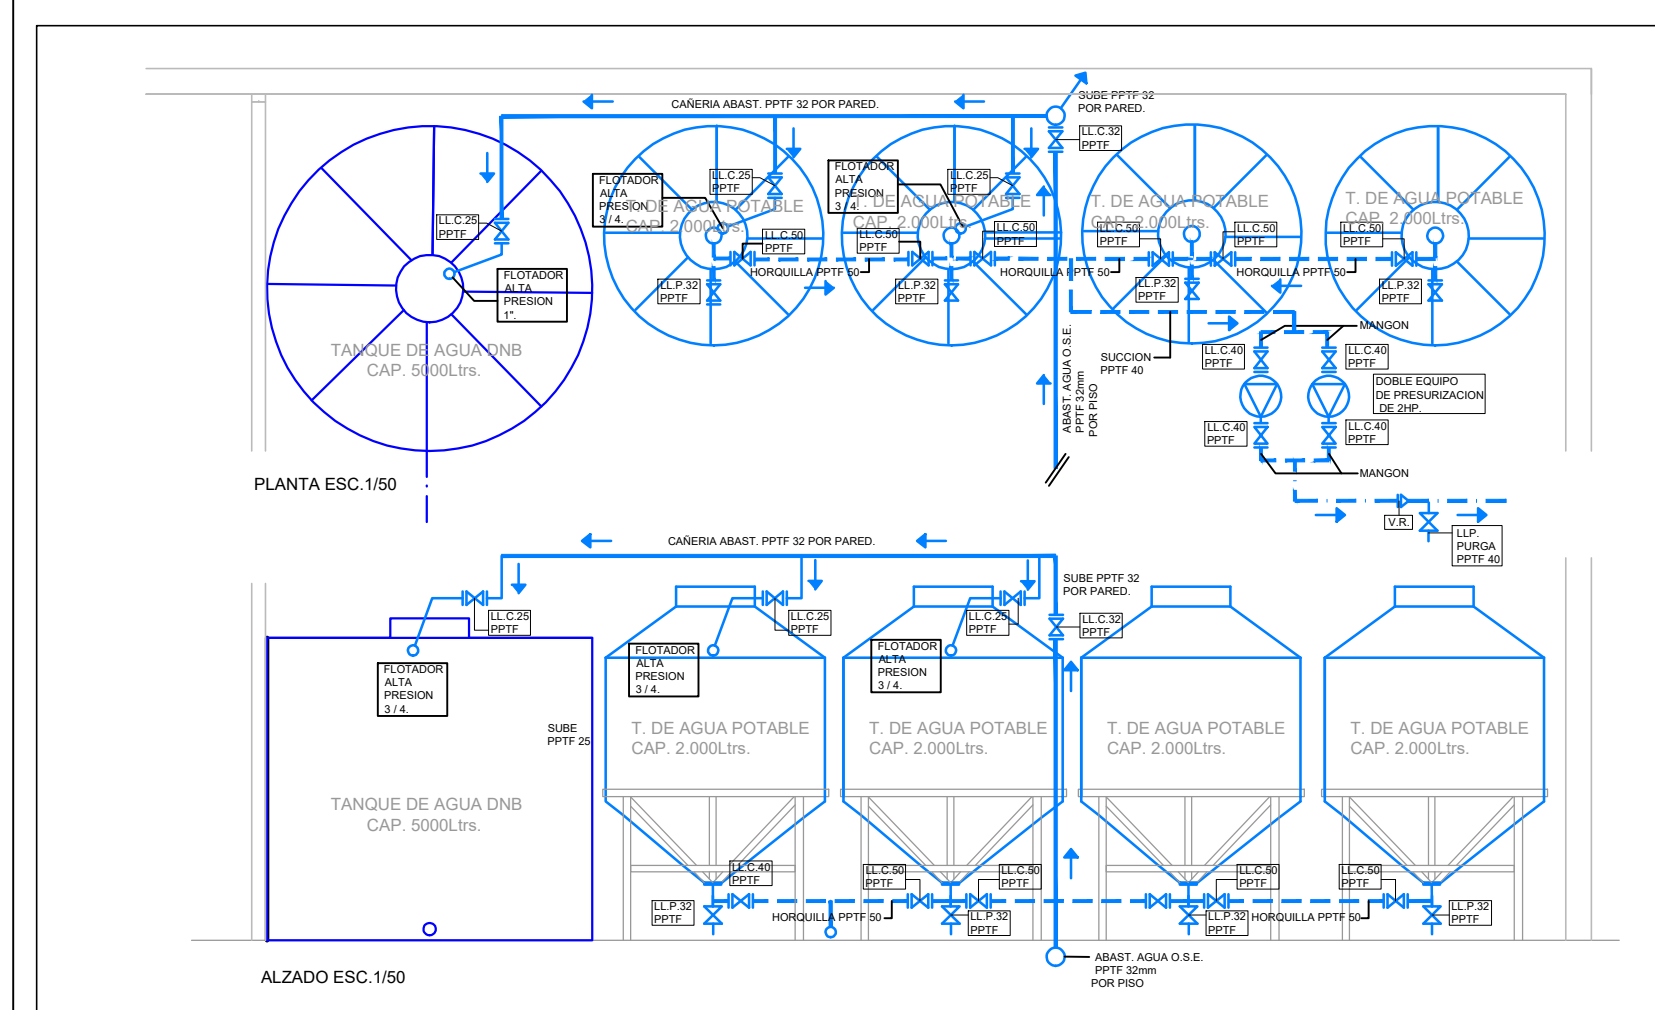 CAÑERIA ABAST. PPTF 32 POR PARED.
SUBE PPTF 32
POR PARED.
LL.C.32
PPTF
FLOTADOR
ALTA
PRESION
3 / 4.
LL.C.25
PPTF
T. DE AGUA POTABLE
CAP. 2.000Ltrs.
FLOTADOR
ALTA
PRESION
3 / 4.
LL.C.25
PPTF
T. DE AGUA POTABLE
CAP. 2.000Ltrs.
T. DE AGUA POTABLE
CAP. 2.000Ltrs.
T. DE AGUA POTABLE
CAP. 2.000Ltrs.
LL.C.25
PPTF
LL.C.50
PPTF
LL.C.50
PPTF
LL.C.50
PPTF
LL.C.50
PPTF
LL.C.50
PPTF
LL.C.50
PPTF
HORQUILLA PPTF 50
HORQUILLA PPTF 50
HORQUILLA PPTF 50
FLOTADOR
ALTA
PRESION
1".
LL.P.32
PPTF
LL.P.32
PPTF
LL.P.32
PPTF
LL.P.32
PPTF
TANQUE DE AGUA DNB
CAP. 5000Ltrs.
ABAST. AGUA O.S.E.
PPTF 32mm
POR PISO
SUCCION
PPTF 40
MANGON
LL.C.40
PPTF
LL.C.40
PPTF
DOBLE EQUIPO
DE PRESURIZACION
DE 2HP.
LL.C.40
PPTF
LL.C.40
PPTF
MANGON
V.R.
LLP.
PURGA
PPTF 40
PLANTA ESC.1/50
CAÑERIA ABAST. PPTF 32 POR PARED.
SUBE PPTF 32
POR PARED.
LL.C.25
PPTF
LL.C.25
PPTF
LL.C.25
PPTF
LL.C.32
PPTF
FLOTADOR
ALTA
PRESION
3 / 4.
FLOTADOR
ALTA
PRESION
3 / 4.
FLOTADOR
ALTA
PRESION
3 / 4.
SUBE
PPTF 25
T. DE AGUA POTABLE
CAP. 2.000Ltrs.
T. DE AGUA POTABLE
CAP. 2.000Ltrs.
T. DE AGUA POTABLE
CAP. 2.000Ltrs.
T. DE AGUA POTABLE
CAP. 2.000Ltrs.
TANQUE DE AGUA DNB
CAP. 5000Ltrs.
LL.C.40
PPTF
LL.C.50
PPTF
LL.C.50
PPTF
LL.C.50
PPTF
LL.C.50
PPTF
LL.P.32
PPTF
HORQUILLA PPTF 50
LL.P.32
PPTF
LL.P.32
PPTF
HORQUILLA PPTF 50
LL.P.32
PPTF
ABAST. AGUA O.S.E.
PPTF 32mm
POR PISO
ALZADO ESC.1/50